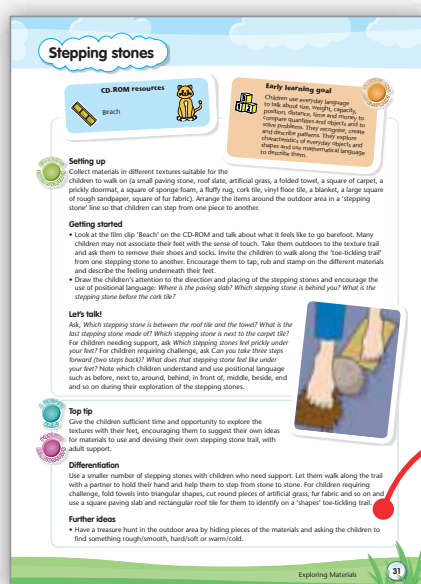 Stepping stones
CD-ROM resources
Beach
Early learning goal
Children use everyday language
to talk about size, weight, capacity,
position, distance, time and money to
compare quantities and objects and to
solve problems. They recognise, create
and describe patterns. They explore
characteristics of everyday objects and
shapes and use mathematical language
to describe them.
Setting up
Collect materials in different textures suitable for the
children to walk on (a small paving stone, roof slate, artificial grass, a folded towel, a square of carpet, a
prickly doormat, a square of sponge foam, a fluffy rug, cork tile, vinyl floor tile, a blanket, a large square
of rough sandpaper, square of fur fabric). Arrange the items around the outdoor area in a 'stepping
stone' line so that children can step from one piece to another.
Getting started
• Look at the film clip 'Beach' on the CD-ROM and talk about what it feels like to go barefoot. Many
children may not associate their feet with the sense of touch. Take them outdoors to the texture trail
and ask them to remove their shoes and socks. Invite the children to walk along the 'toe-tickling trail'
from one stepping stone to another. Encourage them to tap, rub and stamp on the different materials
and describe the feeling underneath their feet.
• Draw the children's attention to the direction and placing of the stepping stones and encourage the
use of positional language: Where is the paving slab? Which stepping stone is behind you? What is the
stepping stone before the cork tile?
Let's talk!
Ask, Which stepping stone is between the roof tile and the towel? What is the
last stepping stone made of? Which stepping stone is next to the carpet tile?
For children needing support, ask Which stepping stones feel prickly under
your feet? For children requiring challenge, ask Can you take three steps
forward (two steps back)? What does that stepping stone feel like under
your feet? Note which children understand and use positional language
such as before, next to, around, behind, in front of, middle, beside, end
and so on during their exploration of the stepping stones.
Top tip
Give the children sufficient time and opportunity to explore the
textures with their feet, encouraging them to suggest their own ideas
for materials to use and devising their own stepping stone trail, with
adult support.
Differentiation
Use a smaller number of stepping stones with children who need support. Let them walk along the trail
with a partner to hold their hand and help them to step from stone to stone. For children requiring
challenge, fold towels into triangular shapes, cut round pieces of artificial grass, fur fabric and so on and
use a square paving slab and rectangular roof tile for them to identify on a 'shapes' toe-tickling trail.
Further ideas
• Have a treasure hunt in the outdoor area by hiding pieces of the materials and asking the children to
find something rough/smooth, hard/soft or warm/cold.
Exploring Materials
31